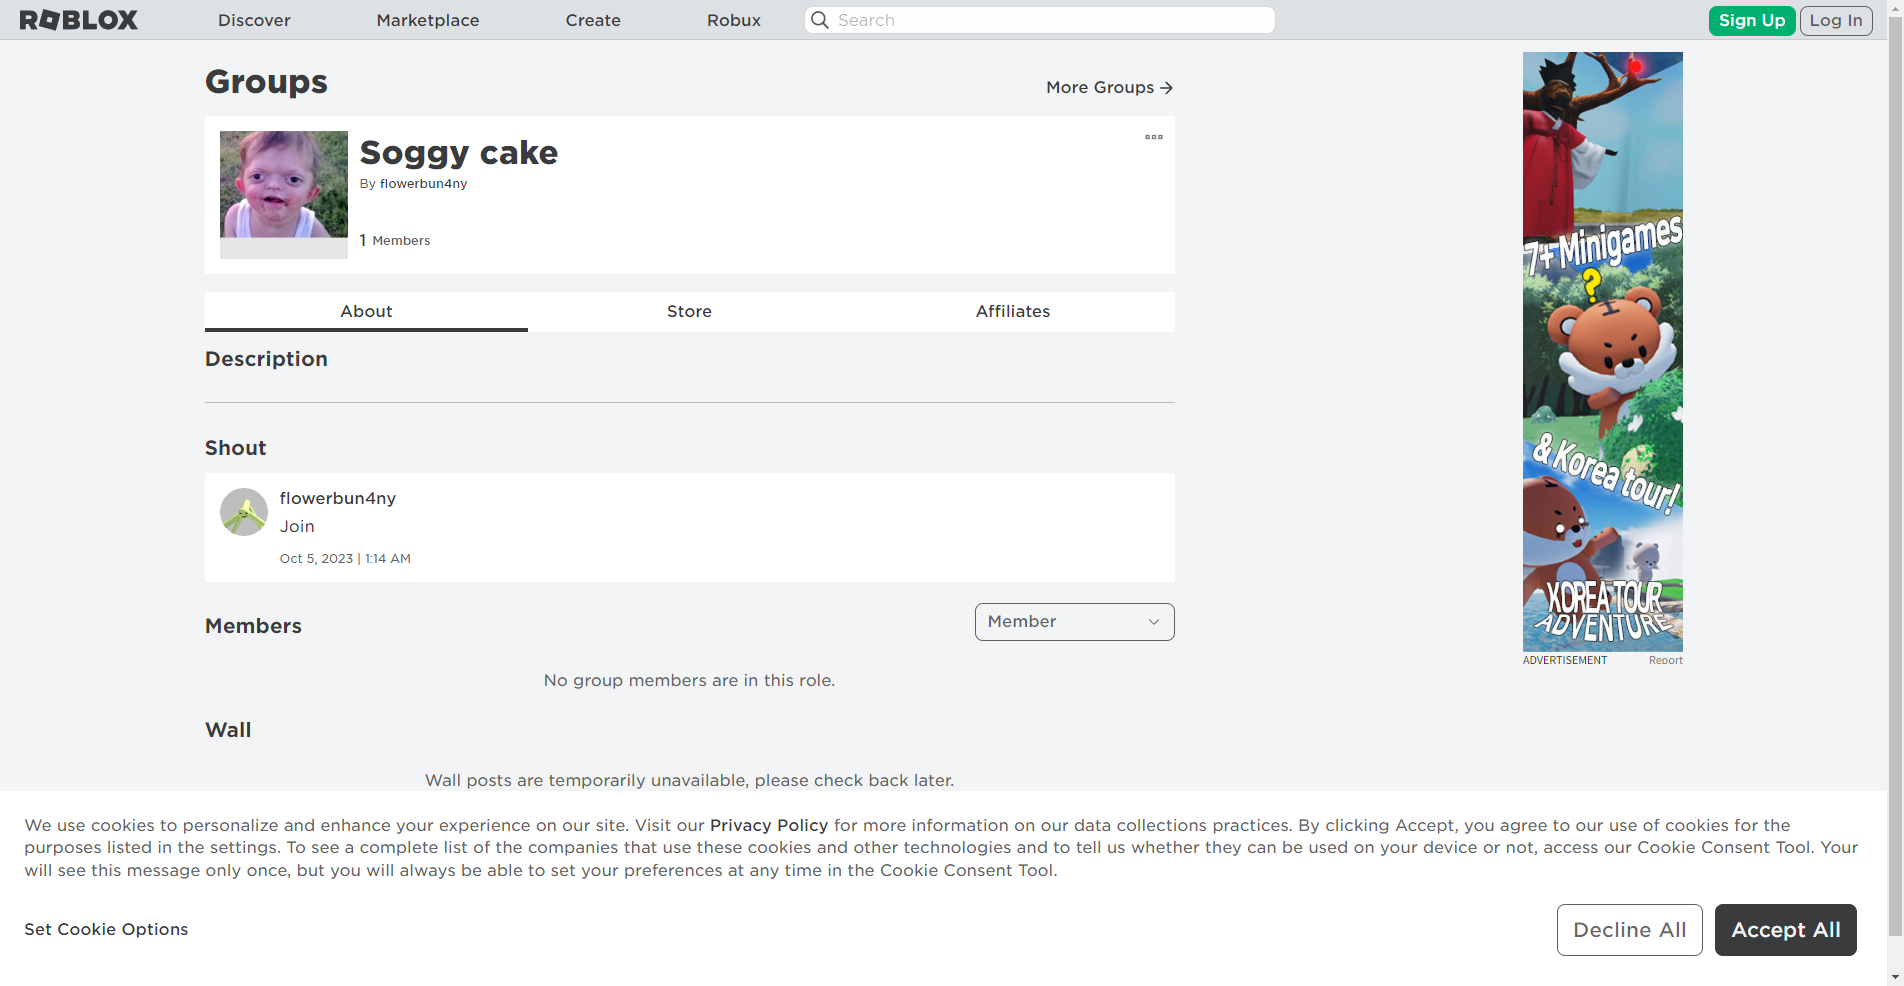 ROBLOX
Discover
Marketplace
Create
Robux
Search
Sign Up
Log In
Groups
More Groups →
Soggy cake
By flowerbun4ny
1 Members
About
Store
Affiliates
Description
Shout
flowerbun4ny
Join
Oct 5, 2023 | 1:14 AM
Members
Member
No group members are in this role.
Wall
Wall posts are temporarily unavailable, please check back later.
7+ Minigames
?
& Korea tour!
KOREA TOUR
ADVENTURE
ADVERTISEMENT
Report
We use cookies to personalize and enhance your experience on our site. Visit our Privacy Policy for more information on our data collections practices. By clicking Accept, you agree to our use of cookies for the
purposes listed in the settings. To see a complete list of the companies that use these cookies and other technologies and to tell us whether they can be used on your device or not, access our Cookie Consent Tool. Your
will see this message only once, but you will always be able to set your preferences at any time in the Cookie Consent Tool.
Set Cookie Options
Decline All
Accept All